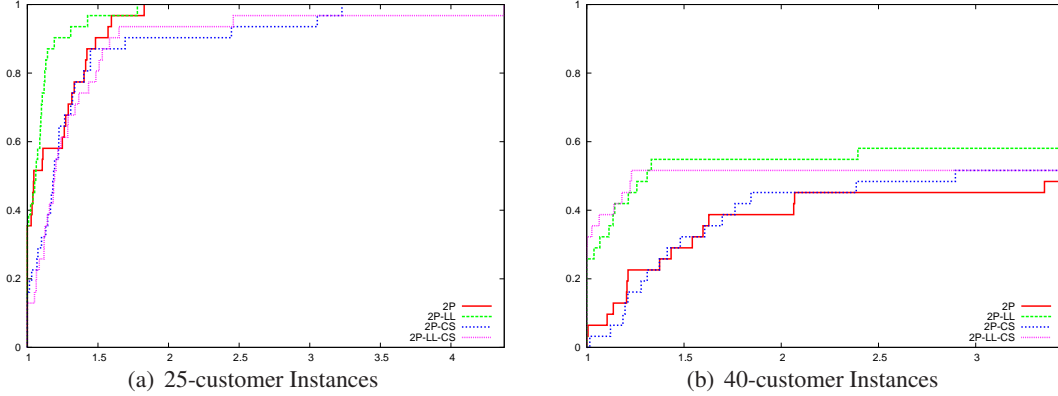 1
0.8
0.6
0.4
0.2
0
1 1.5 2 2.5 3 3.5 4
2P
2P-LL
2P-CS
2P-LL-CS
(a) 25-customer Instances
1
0.8
0.6
0.4
0.2
0
1 1.5 2 2.5 3
2P
2P-LL
2P-CS
2P-LL-CS
(b) 40-customer Instances